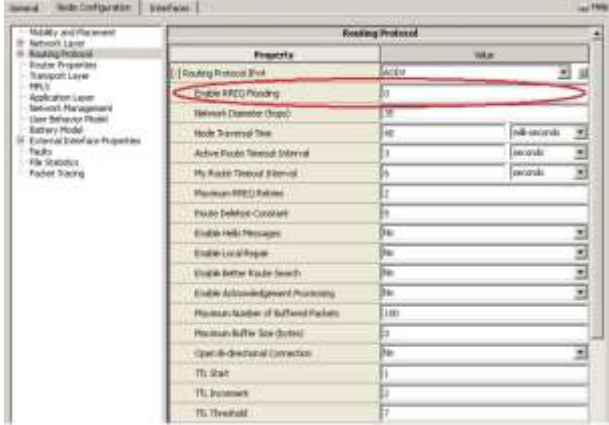 General Node Configuration Interfaces Help
Mobility and Placement
Network Layer
Routing Protocol
Router Properties
Transport Layer
MPLS
Application Layer
Network Management
User Behavior Model
Battery Model
External Interface Properties
Faults
File Statistics
Packet Tracing
Routing Protocol
Property Value
[-] Routing Protocol IPv4 AODV
Enable RREQ Flooding 0
Network Diameter (hops) 35
Node Traversal Time 40 milli-seconds
Active Route Timeout Interval 3 seconds
My Route Timeout Interval 6 seconds
Maximum RREQ Retries 2
Route Deletion Constant 5
Enable Hello Messages No
Enable Local Repair No
Enable Better Route Search No
Enable Acknowledgement Processing No
Maximum Number of Buffered Packets 100
Maximum Buffer Size (bytes) 0
Open Bi-directional Connection No
TTL Start 1
TTL Increment 2
TTL Threshold 7